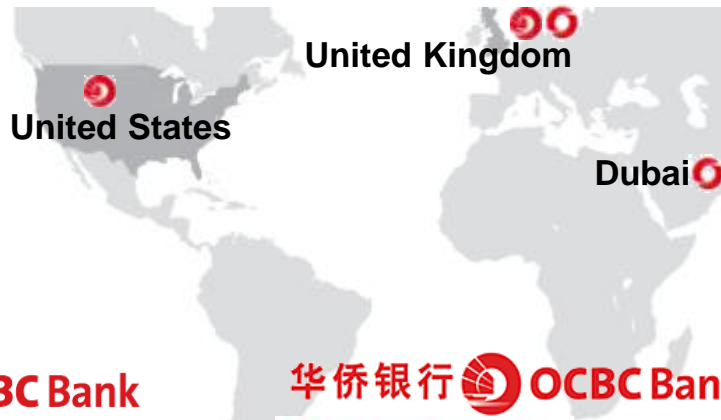 United Kingdom
United States
Dubai
BC Bank
华侨银行 OCBC Ban